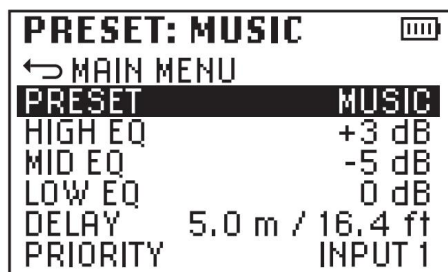 PRESET: MUSIC
MAIN MENU
PRESET MUSIC
HIGH EQ +3 dB
MID EQ -5 dB
LOW EQ 0 dB
DELAY 5.0 m / 16.4 ft
PRIORITY INPUT 1